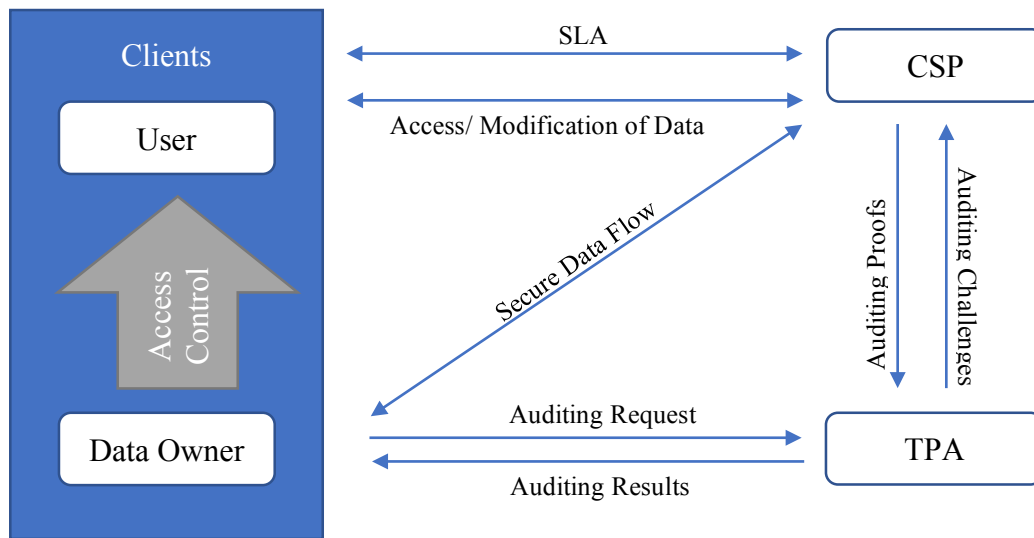 Clients
User
Access
Control
Data Owner
SLA
Access/ Modification of Data
Secure Data Flow
Auditing Request
Auditing Results
CSP
Auditing Proofs
Auditing Challenges
TPA